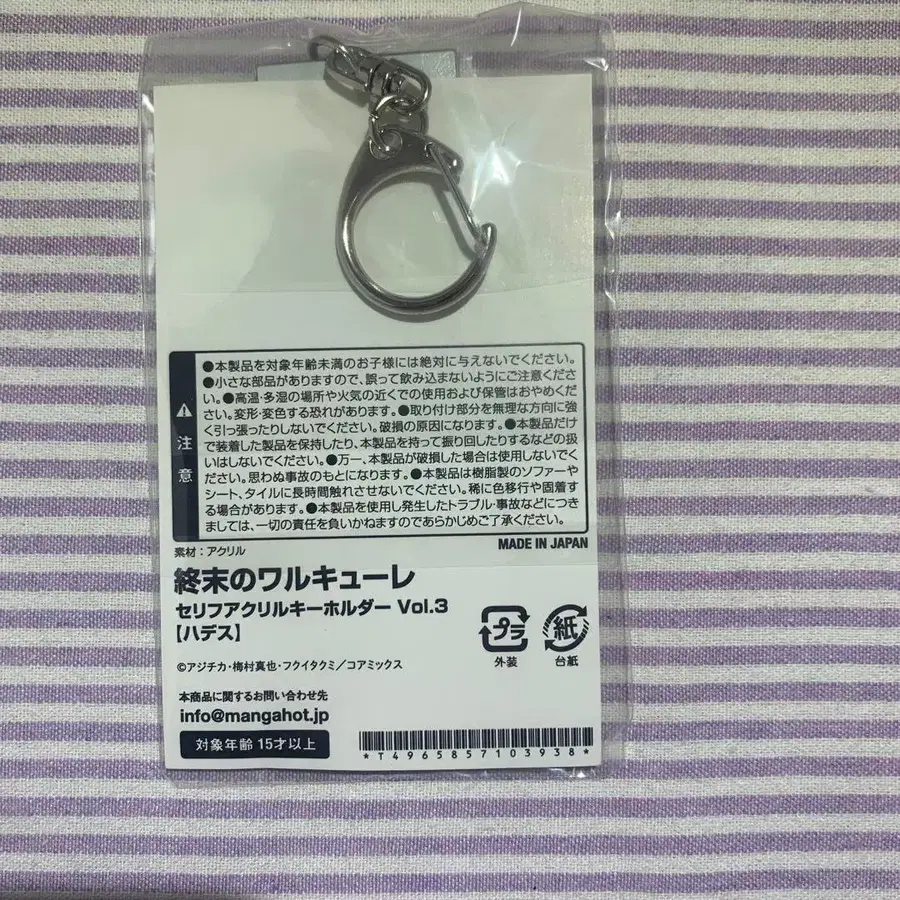 ●本製品を対象年齢未満のお子様には絶対に与えないでください。
●小さな部品がありますので、誤って飲み込まないようにご注意くださ
い。●高温・多湿の場所や火気の近くでの使用および保管はおやめくだ
さい。変形・変色する恐れがあります。●取り付け部分を無理な方向に強
く引っ張ったりしないでください。破損の原因になります。●本製品だけ
で装着した製品を保持したり、本製品を持って振り回したりするなどの扱
いはしないでください。●万一、本製品が破損した場合は使用しないでく
ださい。思わぬ事故のもとになります。●本製品は樹脂製のソファーや
シート、タイルに長時間触れさせないでください。稀に色移行や固着す
る場合があります。●本製品を使用し発生したトラブル・事故などにつき
ましては、一切の責任を負いかねますのであらかじめご了承ください。
注意
素材：アクリル
MADE IN JAPAN
終末のワルキューレ
セリフアクリルキーホルダー Vol.3
【ハデス】
プラ
外装
紙
台紙
©アジチカ・梅村真也・フクイタクミ／コアミックス
本商品に関するお問い合わせ先
info@mangahot.jp
対象年齢 15才以上
*T4965857103938*